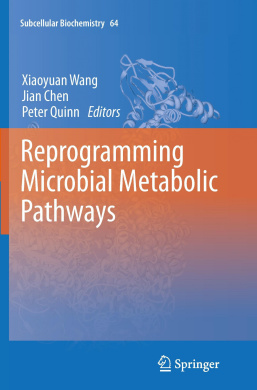 Subcellular Biochemistry 64
Xiaoyuan Wang
Jian Chen
Peter Quinn Editors
Reprogramming
Microbial Metabolic
Pathways
Springer